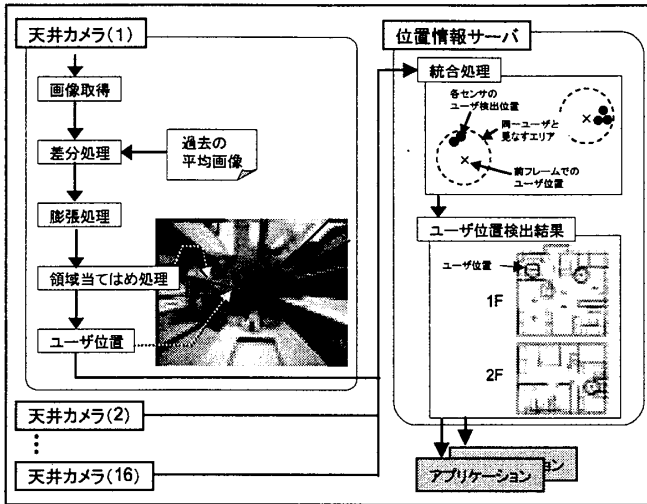 天井カメラ(1)
画像取得
差分処理
過去の
平均画像
膨張処理
領域当てはめ処理
ユーザ位置
天井カメラ(2)
天井カメラ(16)
位置情報サーバ
統合処理
各センサの
ユーザ検出位置
同一ユーザと
見なすエリア
前フレームでの
ユーザ位置
ユーザ位置検出結果
ユーザ位置
1F
2F
アプリケーション
ション